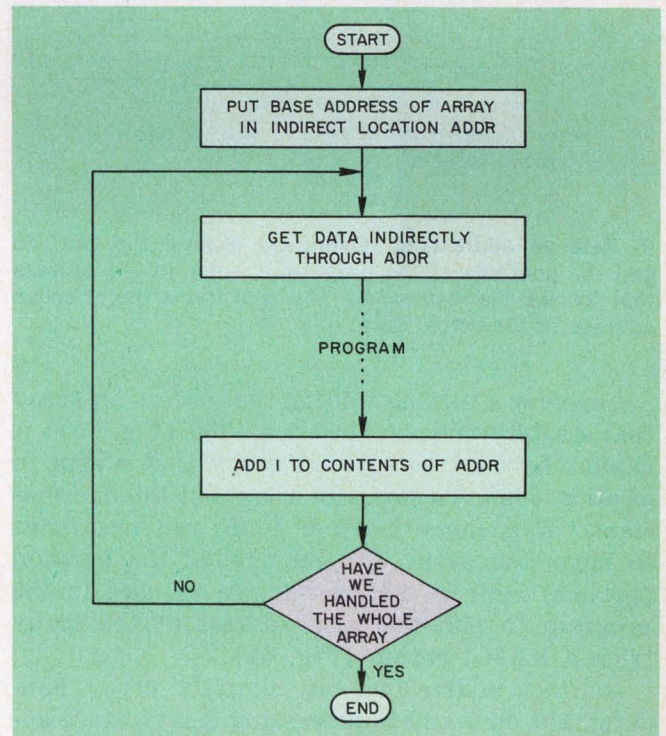 START
PUT BASE ADDRESS OF ARRAY
IN INDIRECT LOCATION ADDR
GET DATA INDIRECTLY
THROUGH ADDR
PROGRAM
ADD 1 TO CONTENTS OF ADDR
HAVE
WE
HANDLED
THE WHOLE
ARRAY
NO
YES
END